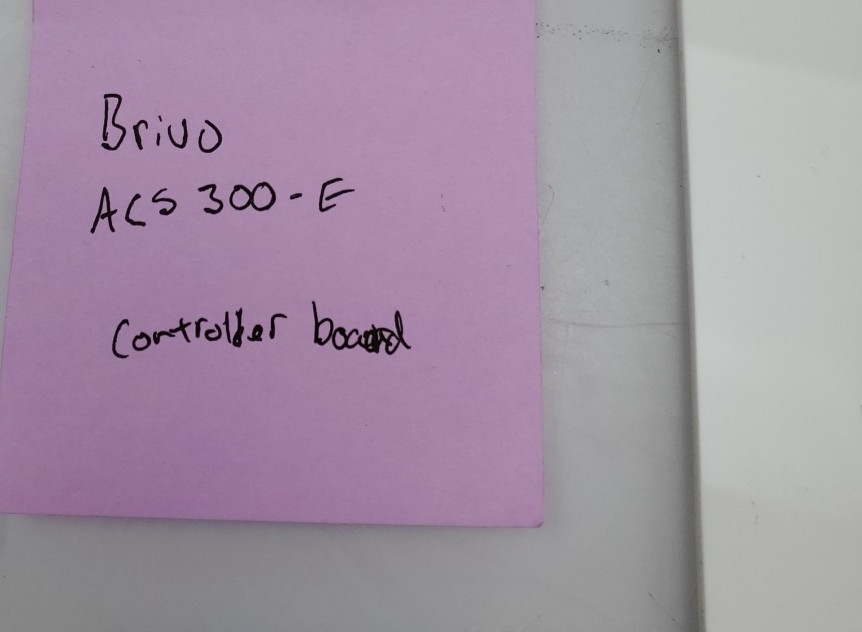 Brivo
ACS 300-E
Controller board